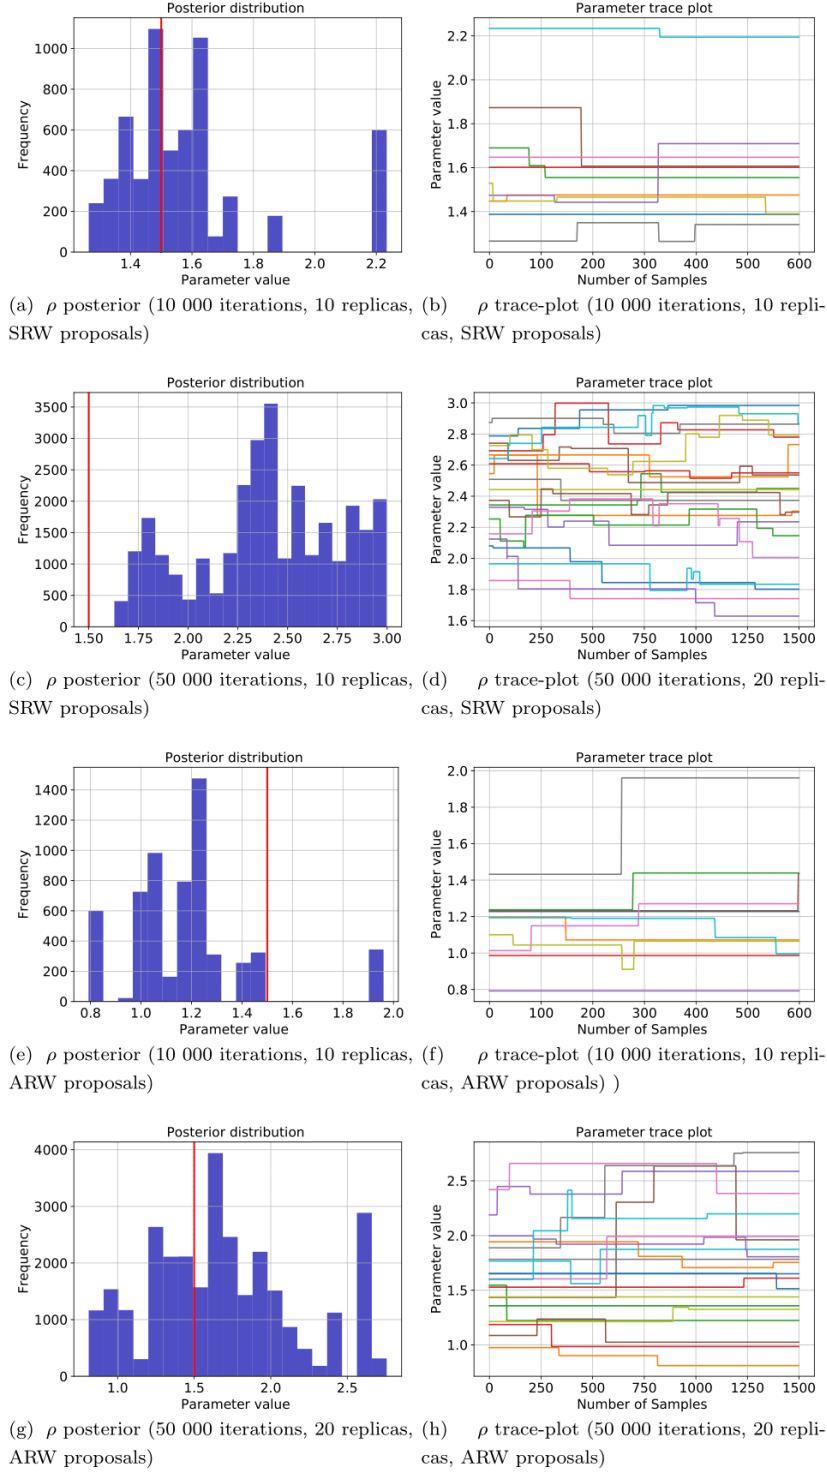 Posterior distribution
1000
800
600
400
200
0
Frequency
1.4 1.6 1.8 2.0 2.2
Parameter value
Parameter trace plot
2.2
2.0
1.8
1.6
1.4
Parameter value
0 100 200 300 400 500 600
Number of Samples
(a) ρ posterior (10 000 iterations, 10 replicas,
SRW proposals)
(b) ρ trace-plot (10 000 iterations, 10 repli-
cas, SRW proposals)
Posterior distribution
3500
3000
2500
2000
1500
1000
500
0
Frequency
1.50 1.75 2.00 2.25 2.50 2.75 3.00
Parameter value
Parameter trace plot
3.0
2.8
2.6
2.4
2.2
2.0
1.8
1.6
Parameter value
0 250 500 750 1000 1250 1500
Number of Samples
(c) ρ posterior (50 000 iterations, 10 replicas,
SRW proposals)
(d) ρ trace-plot (50 000 iterations, 20 repli-
cas, SRW proposals)
Posterior distribution
1400
1200
1000
800
600
400
200
0
Frequency
0.8 1.0 1.2 1.4 1.6 1.8 2.0
Parameter value
Parameter trace plot
2.0
1.8
1.6
1.4
1.2
1.0
0.8
Parameter value
0 100 200 300 400 500 600
Number of Samples
(e) ρ posterior (10 000 iterations, 10 replicas,
ARW proposals)
(f) ρ trace-plot (10 000 iterations, 10 repli-
cas, ARW proposals) )
Posterior distribution
4000
3000
2000
1000
0
Frequency
1.0 1.5 2.0 2.5
Parameter value
Parameter trace plot
2.5
2.0
1.5
1.0
Parameter value
0 250 500 750 1000 1250 1500
Number of Samples
(g) ρ posterior (50 000 iterations, 20 replicas,
ARW proposals)
(h) ρ trace-plot (50 000 iterations, 20 repli-
cas, ARW proposals)